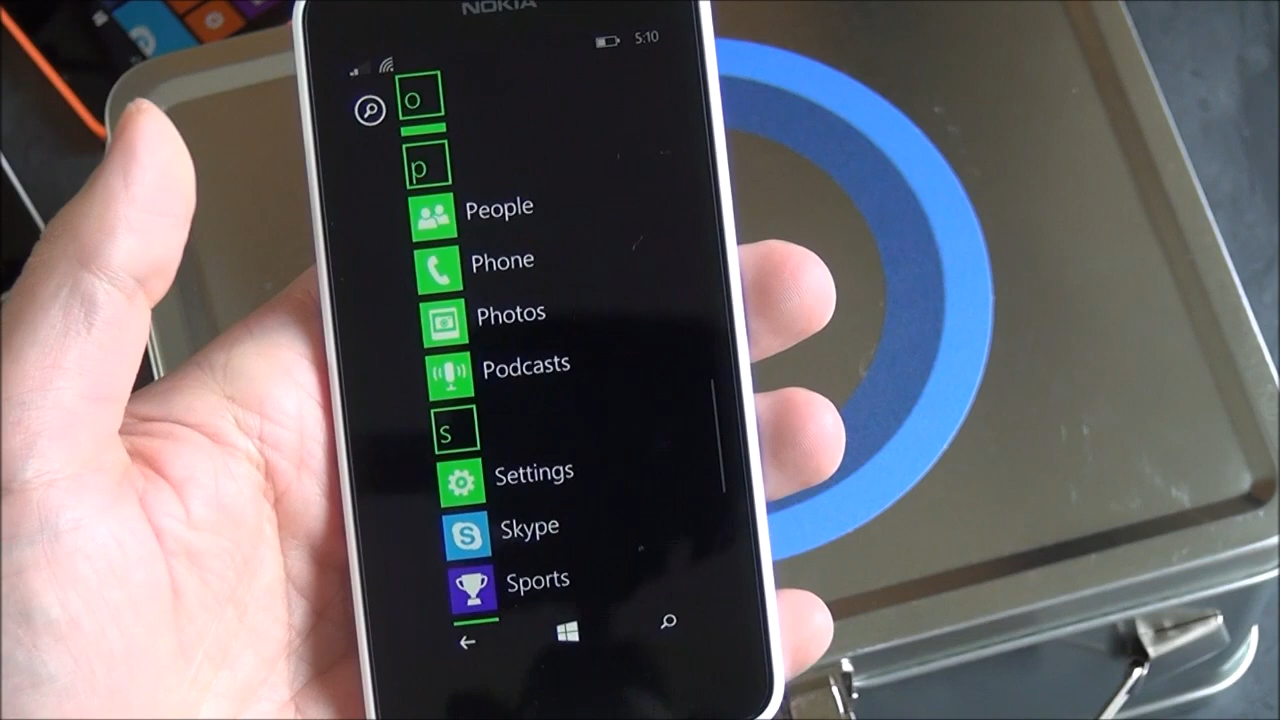 NOKIA
5:10
o
p
People
Phone
Photos
Podcasts
s
Settings
Skype
Sports